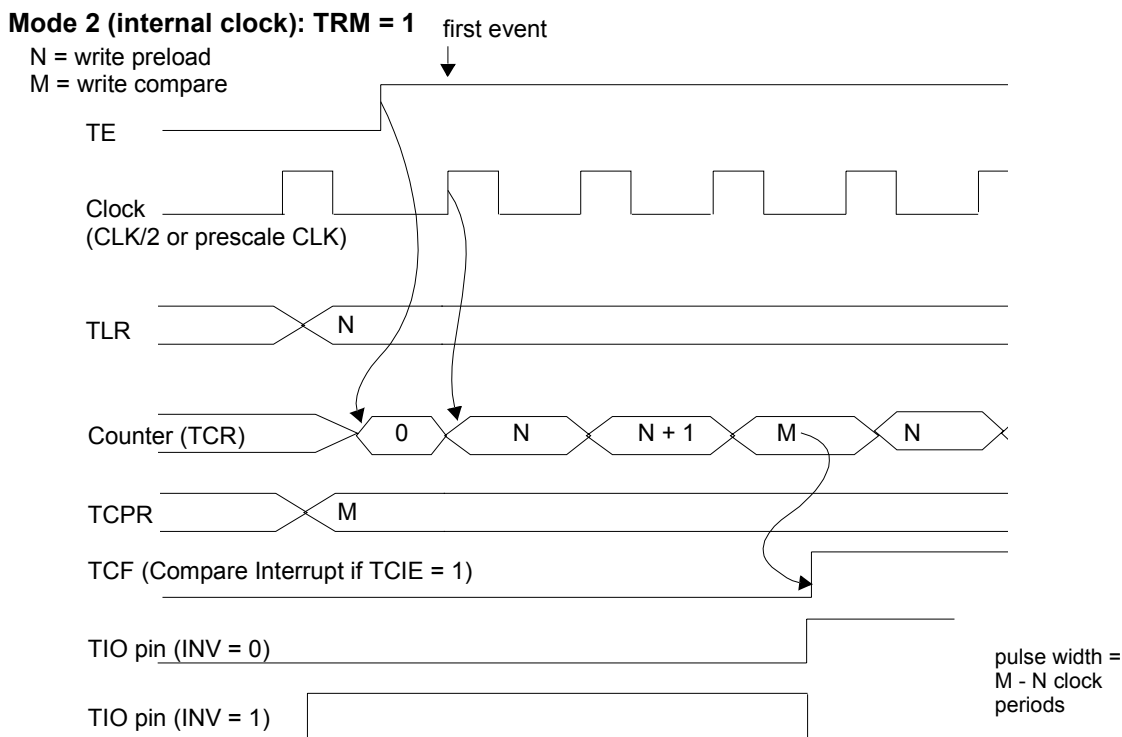 Mode 2 (internal clock): TRM = 1
first event
N = write preload
M = write compare
TE
Clock
(CLK/2 or prescale CLK)
TLR
N
Counter (TCR)
0
N
N + 1
M
N
TCPR
M
TCF (Compare Interrupt if TCIE = 1)
TIO pin (INV = 0)
pulse width =
M - N clock
periods
TIO pin (INV = 1)